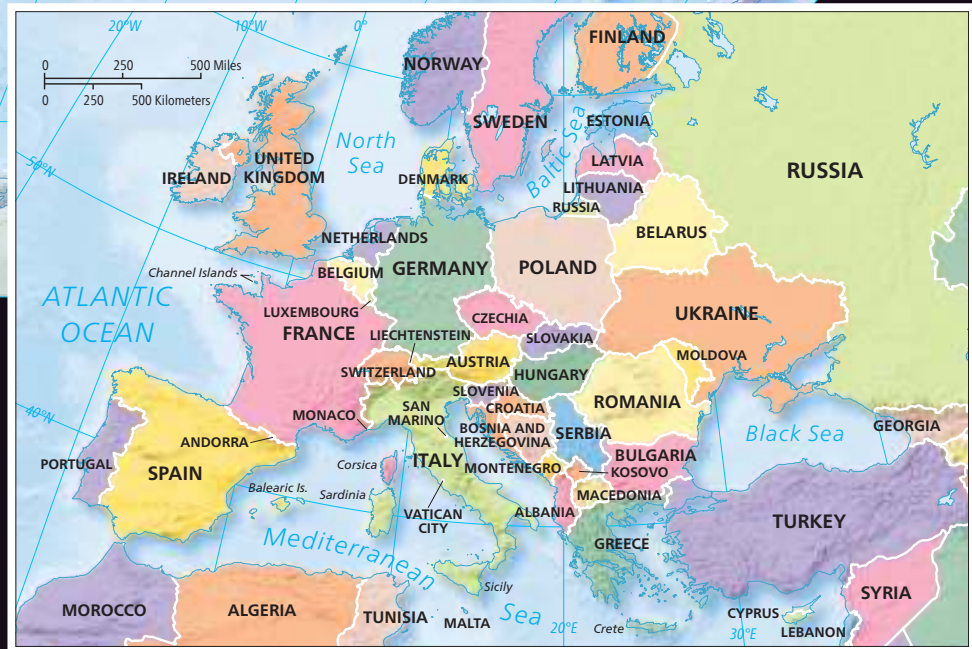 20°W
10°W
0°
0 250 500 Miles
0 250 500 Kilometers
50°N
40°N
NORWAY
FINLAND
SWEDEN
ESTONIA
North
Sea
Baltic Sea
LATVIA
RUSSIA
IRELAND
UNITED
KINGDOM
DENMARK
LITHUANIA
RUSSIA
BELARUS
NETHERLANDS
Channel Islands
BELGIUM
GERMANY
POLAND
ATLANTIC
OCEAN
LUXEMBOURG
FRANCE
CZECHIA
UKRAINE
LIECHTENSTEIN
SLOVAKIA
SWITZERLAND
AUSTRIA
MOLDOVA
HUNGARY
SLOVENIA
ROMANIA
MONACO
SAN
MARINO
CROATIA
BOSNIA AND
HERZEGOVINA
SERBIA
Black Sea
GEORGIA
ANDORRA
ITALY
BULGARIA
PORTUGAL
SPAIN
Corsica
MONTENEGRO
KOSOVO
Balearic Is.
Sardinia
MACEDONIA
VATICAN
CITY
ALBANIA
TURKEY
Mediterranean
Sea
GREECE
Sicily
SYRIA
MOROCCO
ALGERIA
TUNISIA
MALTA
20°E
Crete
CYPRUS
30°E
LEBANON